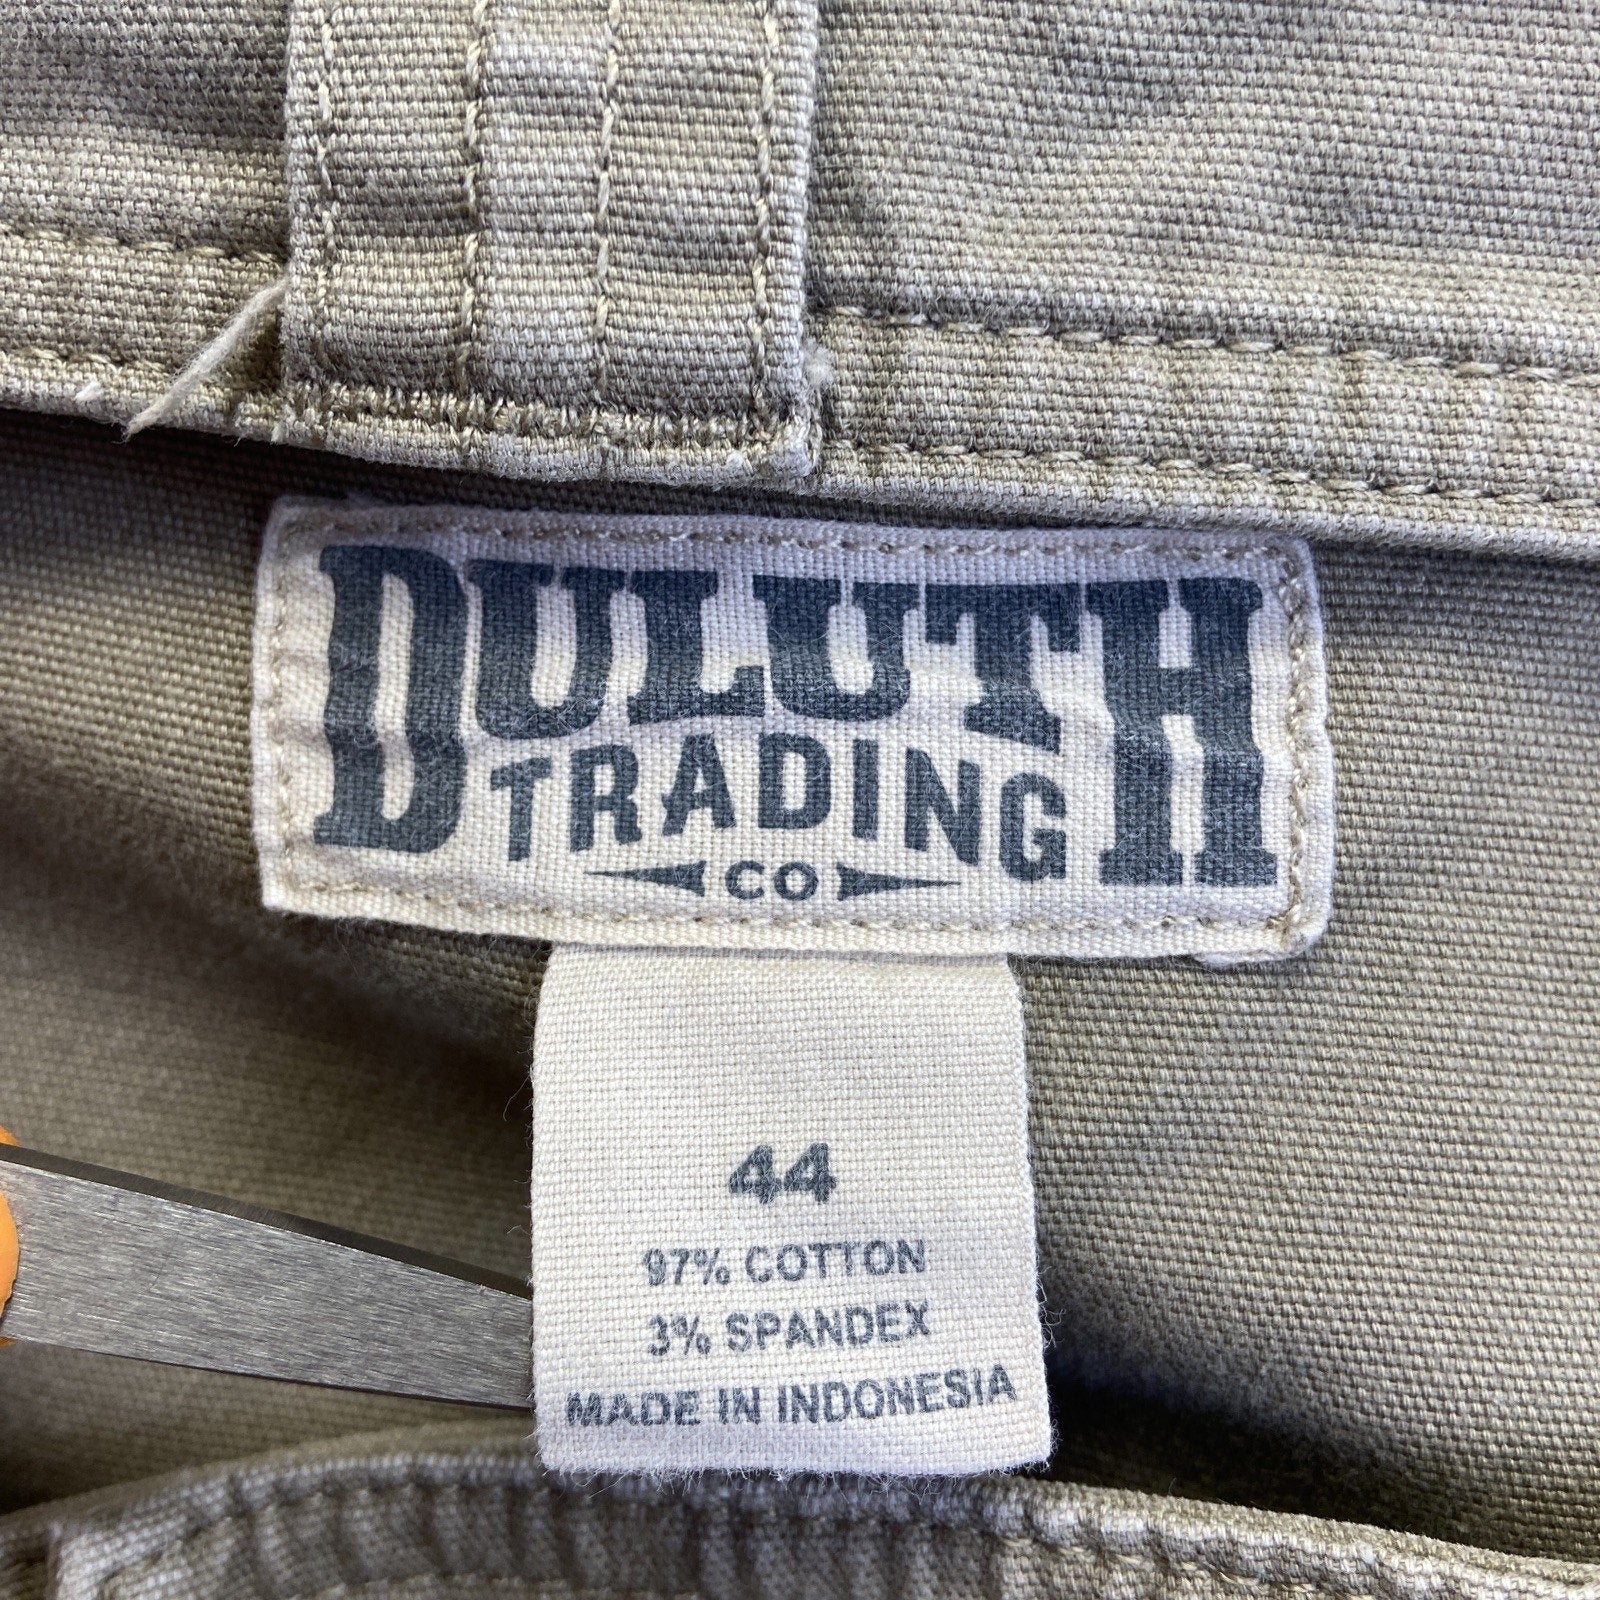 DULUTH
TRADING
CO
44
97% COTTON
3% SPANDEX
MADE IN INDONESIA